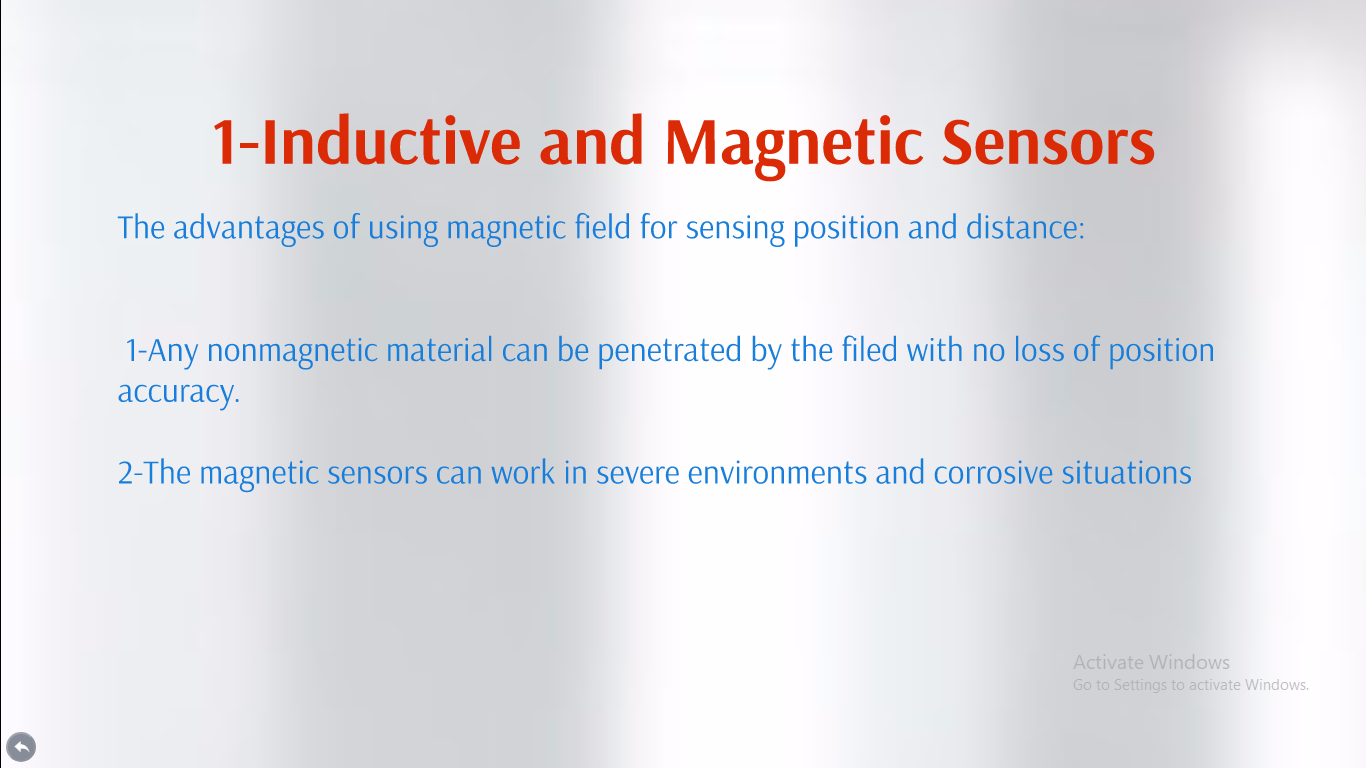 1-Inductive and Magnetic Sensors
The advantages of using magnetic field for sensing position and distance:
1-Any nonmagnetic material can be penetrated by the filed with no loss of position
accuracy.
2-The magnetic sensors can work in severe environments and corrosive situations
Activate Windows
Go to Settings to activate Windows.